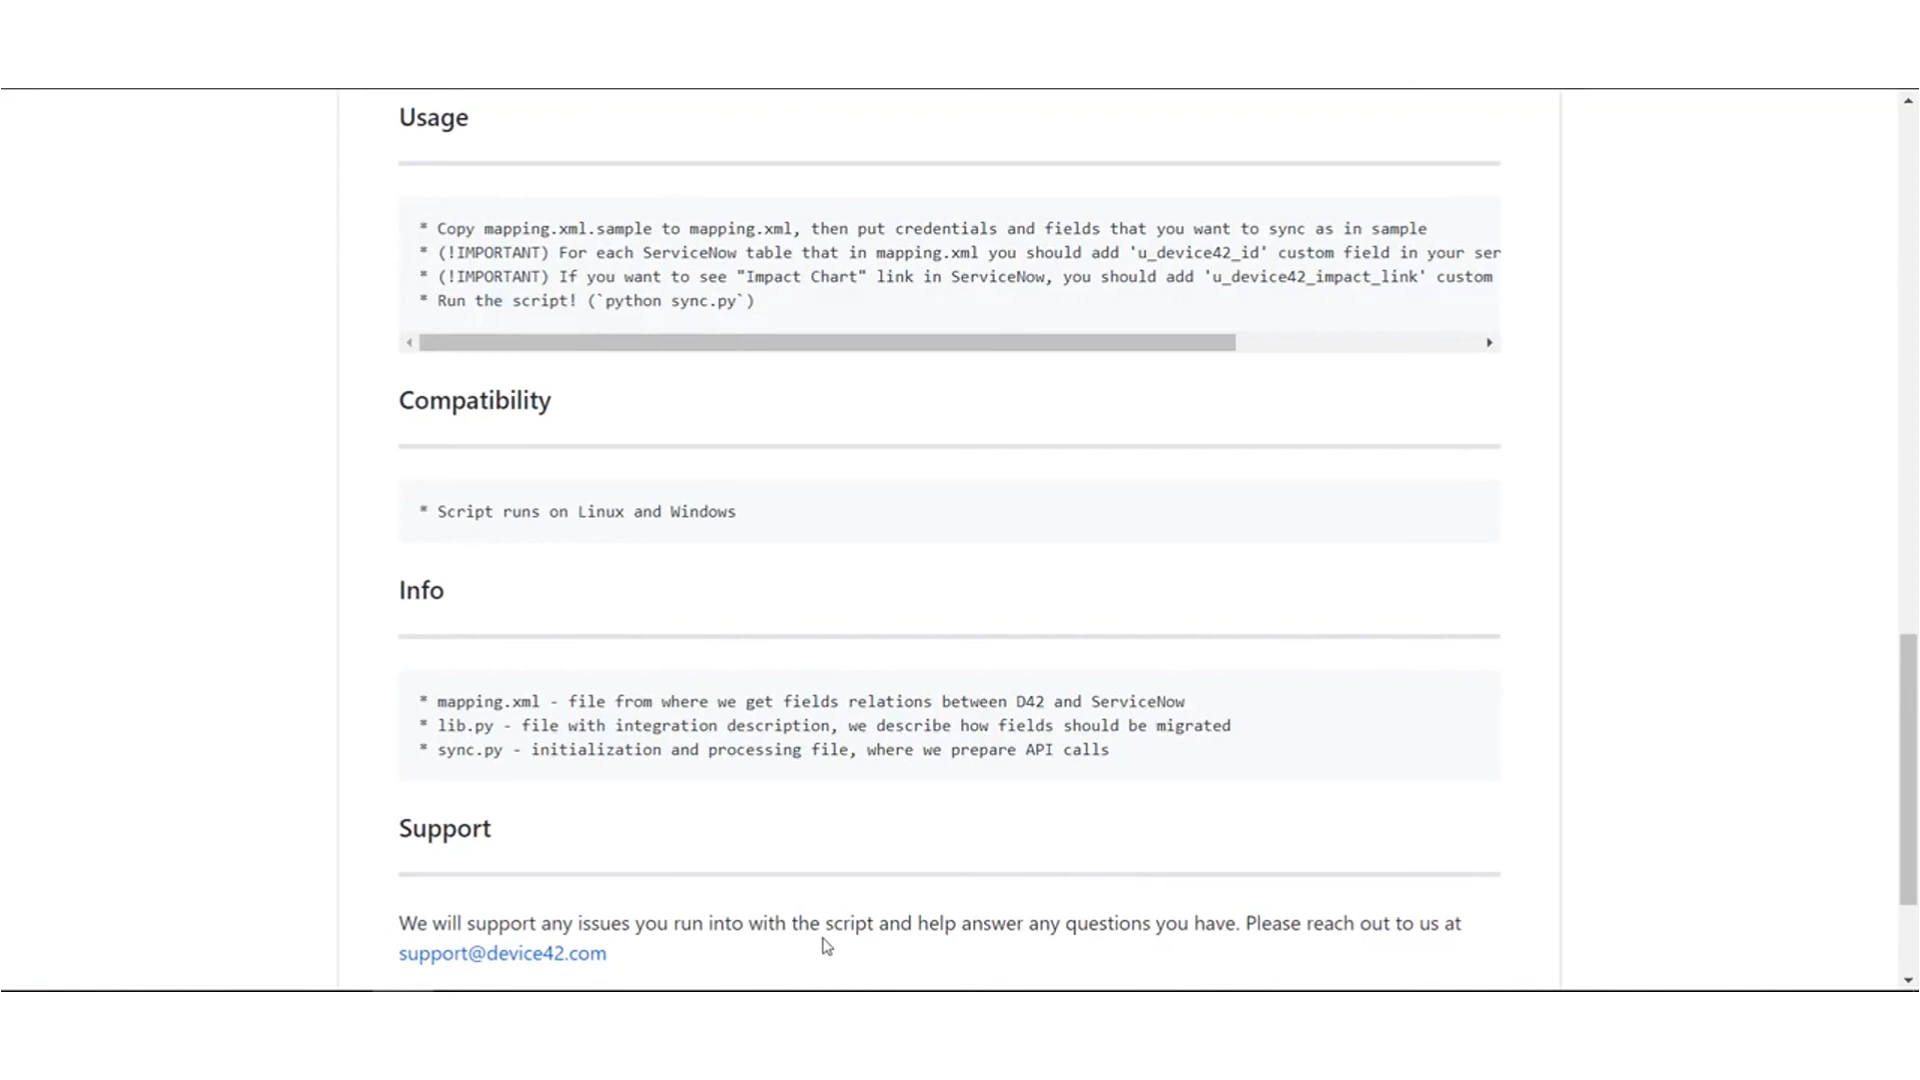 Usage
* Copy mapping.xml.sample to mapping.xml, then put credentials and fields that you want to sync as in sample
* (!IMPORTANT) For each ServiceNow table that in mapping.xml you should add 'u_device42_id' custom field in your ser
* (!IMPORTANT) If you want to see "Impact Chart" link in ServiceNow, you should add 'u_device42_impact_link' custom
* Run the script! (`python sync.py`)
Compatibility
* Script runs on Linux and Windows
Info
* mapping.xml - file from where we get fields relations between D42 and ServiceNow
* lib.py - file with integration description, we describe how fields should be migrated
* sync.py - initialization and processing file, where we prepare API calls
Support
We will support any issues you run into with the script and help answer any questions you have. Please reach out to us at
support@device42.com